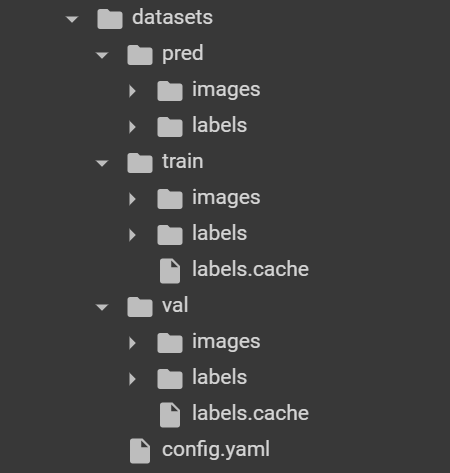 datasets
pred
images
labels
train
images
labels
labels.cache
val
images
labels
labels.cache
config.yaml